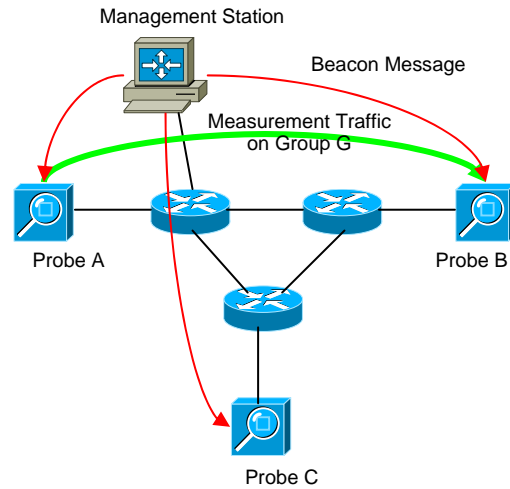 Management Station
Beacon Message
Measurement Traffic
on Group G
Probe A
Probe B
Probe C